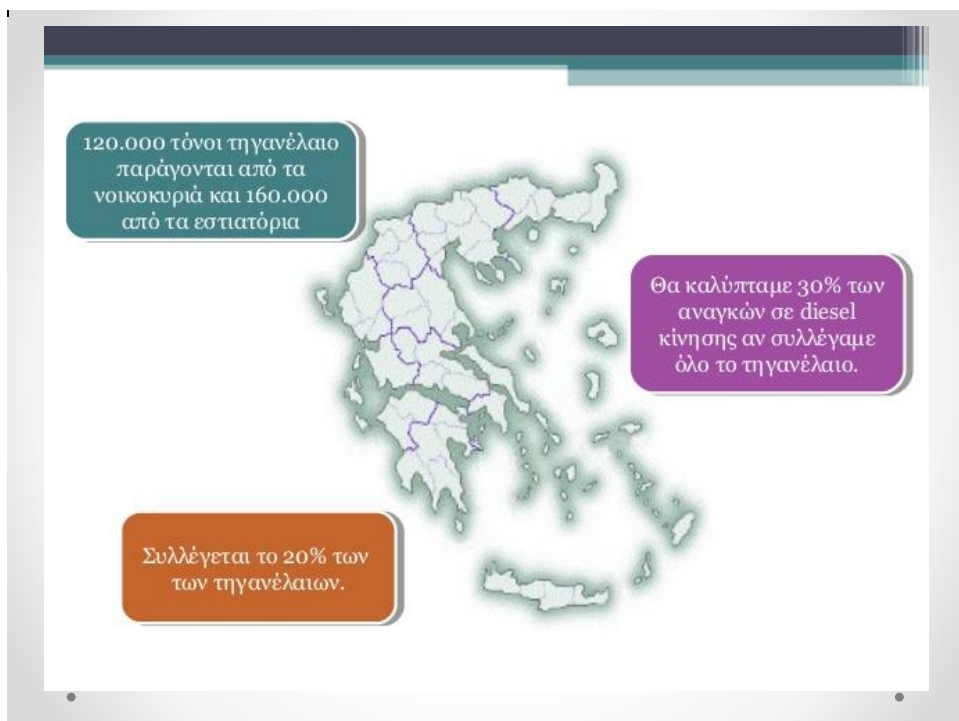 120.000 τόνοι τηγανέλαιο
παράγονται από τα
νοικοκυριά και 160.000
από τα εστιατόρια
Θα καλύπταμε 30% των
αναγκών σε diesel
κίνησης αν συλλέγαμε
όλο το τηγανέλαιο.
Συλλέγεται το 20% των
των τηγανέλαιων.